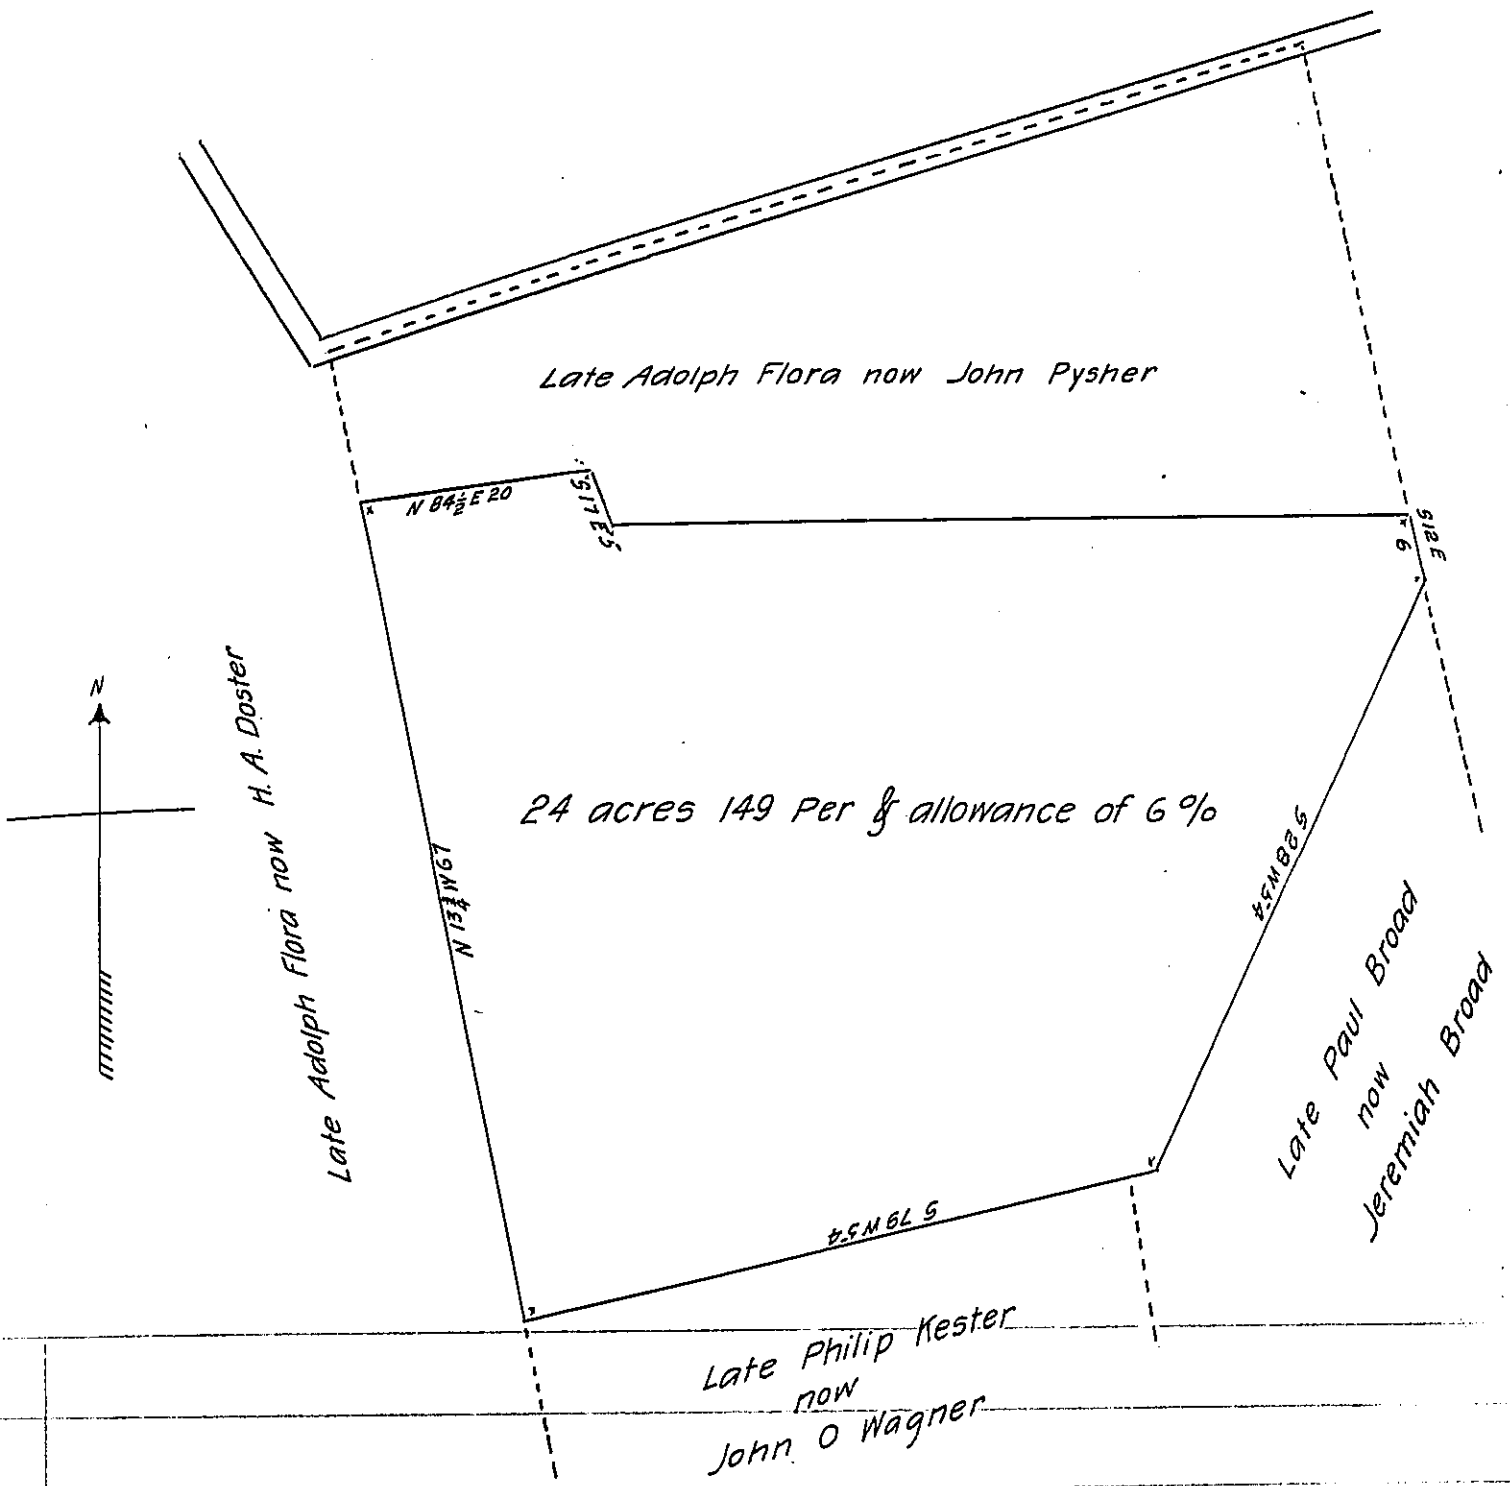 Late Adolph Flora now John Pysher
N 84½ E 20
S 17 E 5
S 12 E
6
N
Late Adolph Flora now H. A. Doster
24 acres 149 Per & allowance of 6 %
N 13¾ W 67
S 28 W 54
Late Paul Broad
now
Jeremiah Broad
S 79 W 54
Late Philip Kester
now
John O Wagner